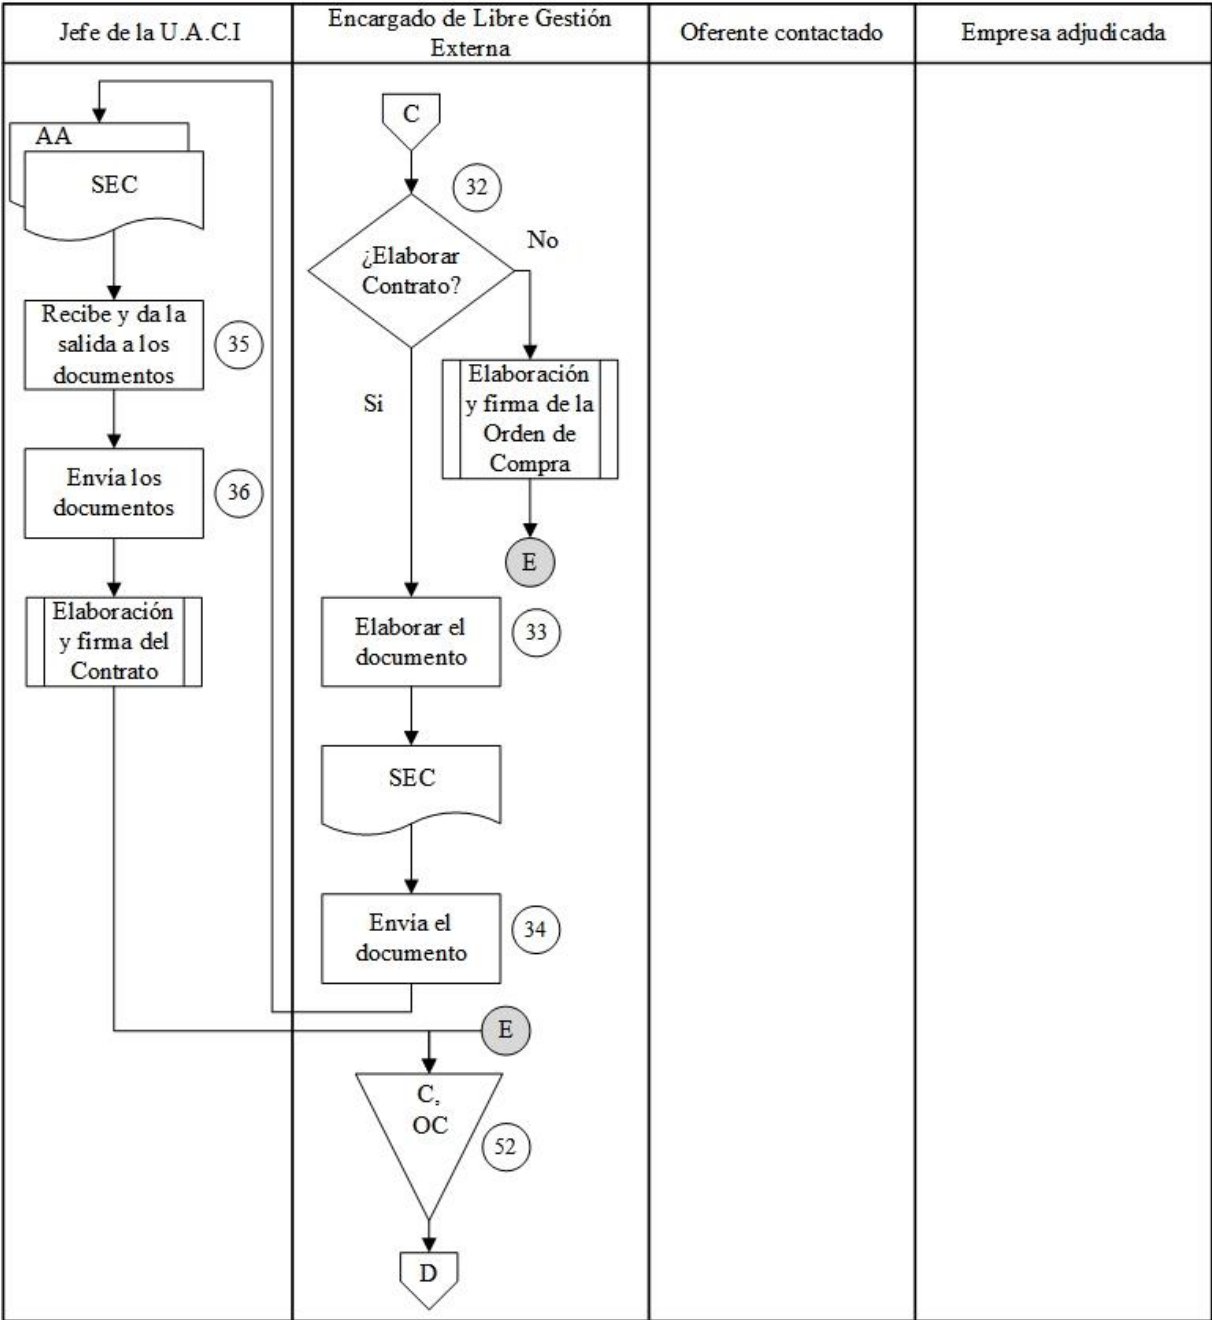 Jefe de la U.A.C.I
Encargado de Libre Gestión
Externa
Oferente contactado
Empresa adjudicada
AA
SEC
Recibe y da la
salida a los
documentos
35
Envía los
documentos
36
Elaboración
y firma del
Contrato
C
32
¿Elaborar
Contrato?
No
Si
Elaboración
y firma de la
Orden de
Compra
E
Elaborar el
documento
33
SEC
Envía el
documento
34
E
C,
OC
52
D